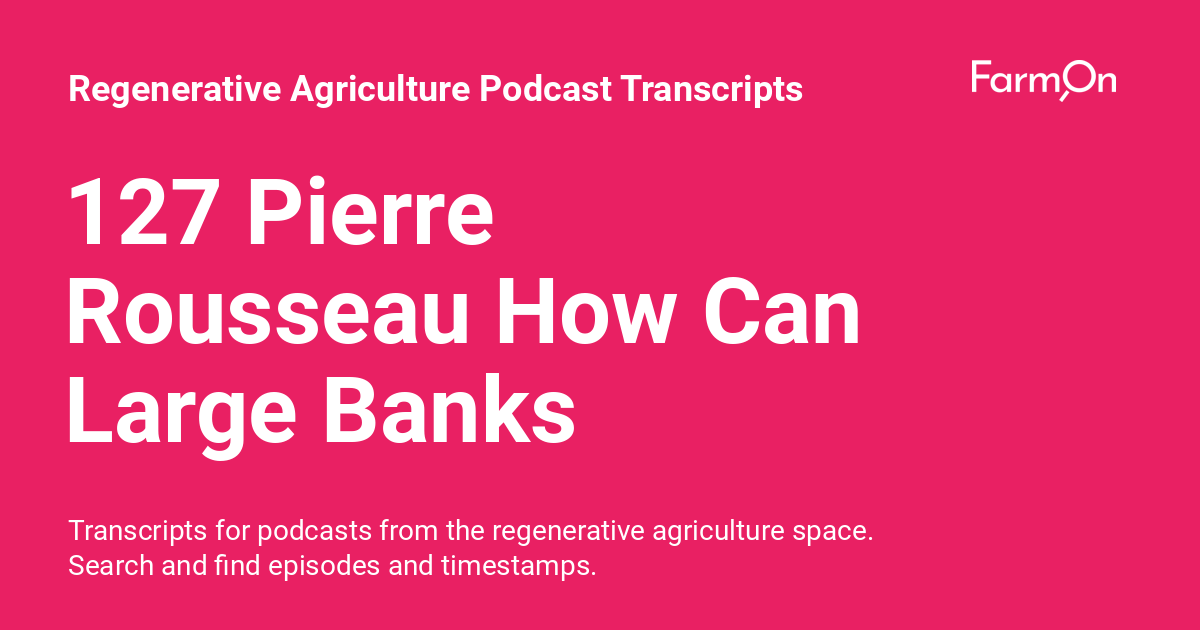 Regenerative Agriculture Podcast Transcripts
FarmOn
127 Pierre
Rousseau How Can
Large Banks
Transcripts for podcasts from the regenerative agriculture space.
Search and find episodes and timestamps.